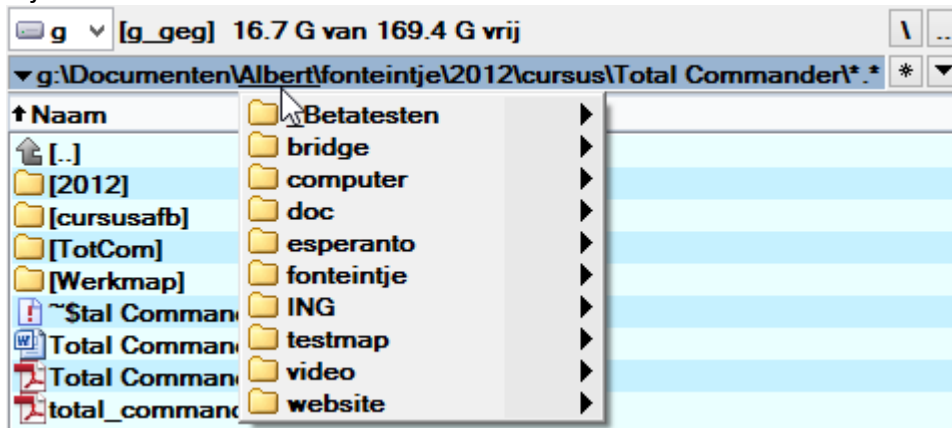 g [g_geg] 16.7 G van 169.4 G vrij \ ..
g:\Documenten\Albert\fonteintje\2012\cursus\Total Commander\*.* *
Naam
[..]
[2012]
[cursusafb]
[TotCom]
[Werkmap]
~$tal Comman
Total Comman
Total Comman
total_comman
_Betatesten
bridge
computer
doc
esperanto
fonteintje
ING
testmap
video
website